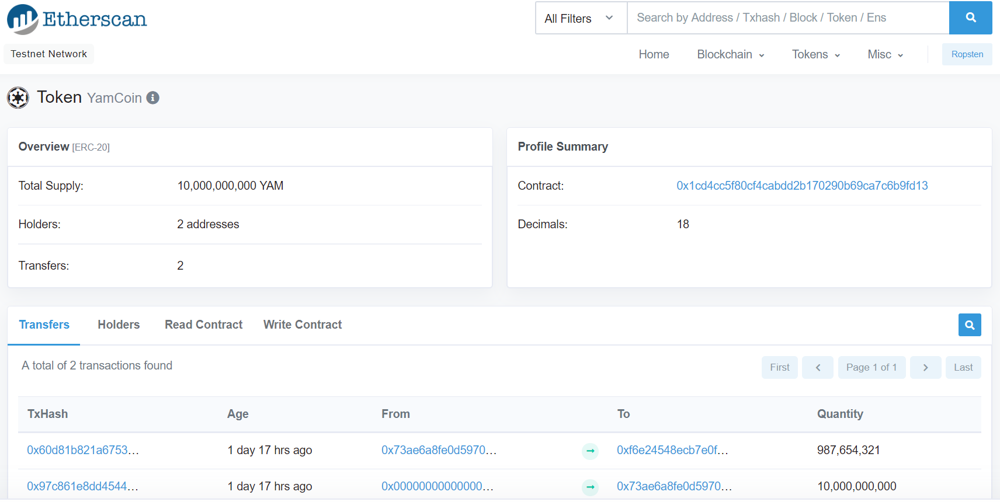 Etherscan
All Filters
Search by Address / Txhash / Block / Token / Ens
Testnet Network
Home Blockchain Tokens Misc Ropsten
Token YamCoin
Overview [ERC-20]
Total Supply: 10,000,000,000 YAM
Holders: 2 addresses
Transfers: 2
Profile Summary
Contract: 0x1cd4cc5f80cf4cabdd2b170290b69ca7c6b9fd13
Decimals: 18
Transfers Holders Read Contract Write Contract
A total of 2 transactions found
First Page 1 of 1 Last
TxHash Age From To Quantity
0x60d81b821a6753... 1 day 17 hrs ago 0x73ae6a8fe0d5970... 0xf6e24548ecb7e0f... 987,654,321
0x97c861e8dd4544... 1 day 17 hrs ago 0x00000000000000... 0x73ae6a8fe0d5970... 10,000,000,000